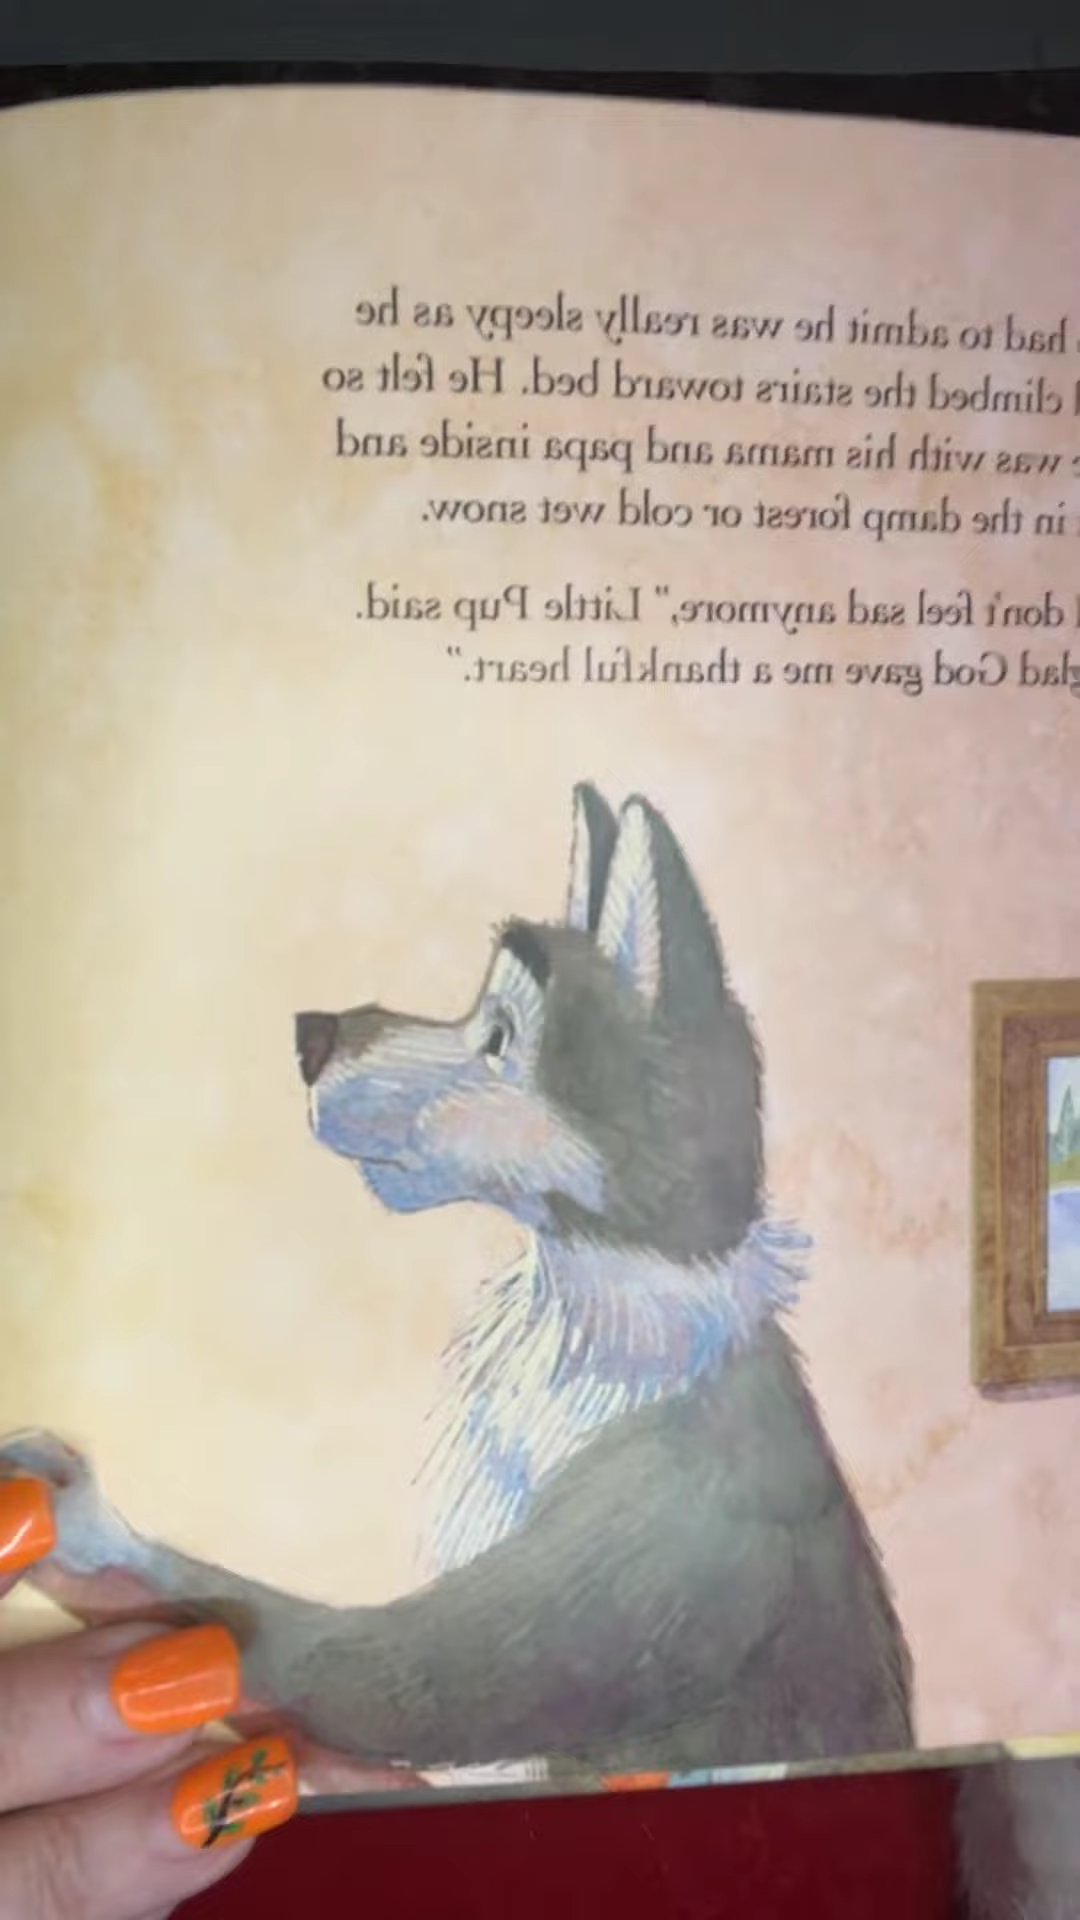 had to admit he was really sleepy as he
climbed the stairs toward bed. He felt so
was with his mama and papa inside and
in the damp forest or cold wet snow.
don't feel sad anymore," Little Pup said.
glad God gave me a thankful heart."